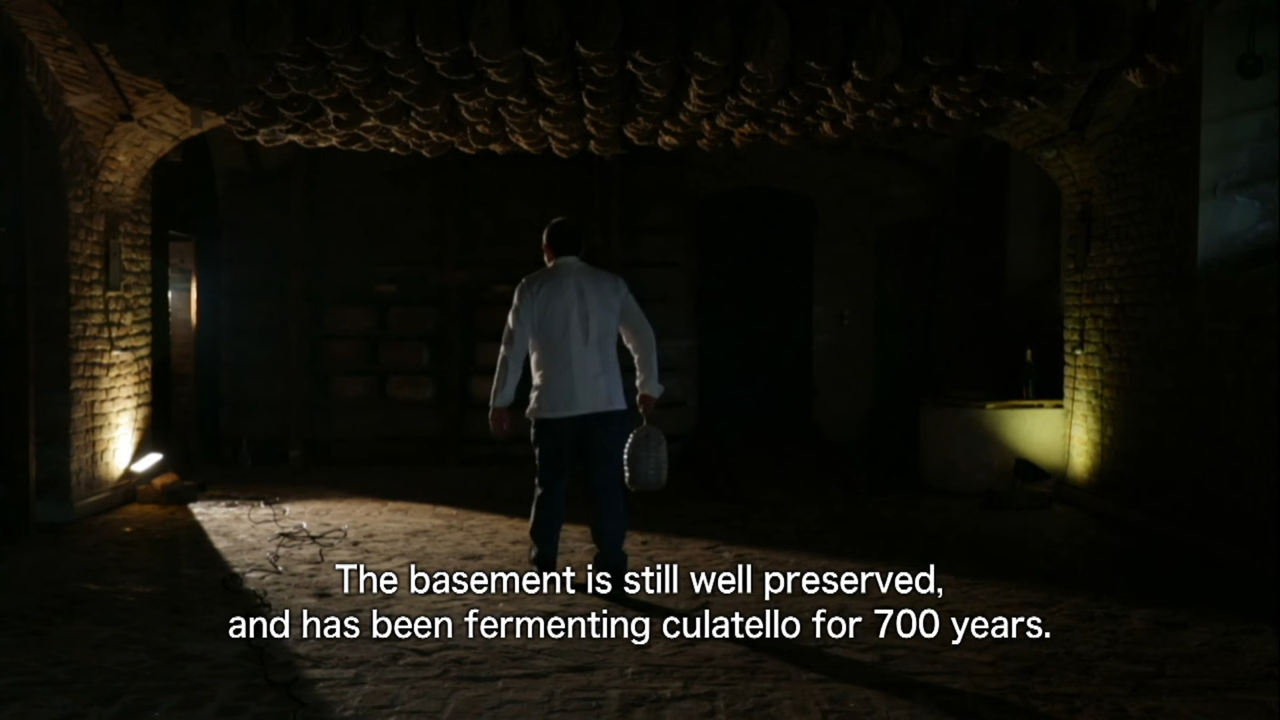 The basement is still well preserved,
and has been fermenting culatello for 700 years.